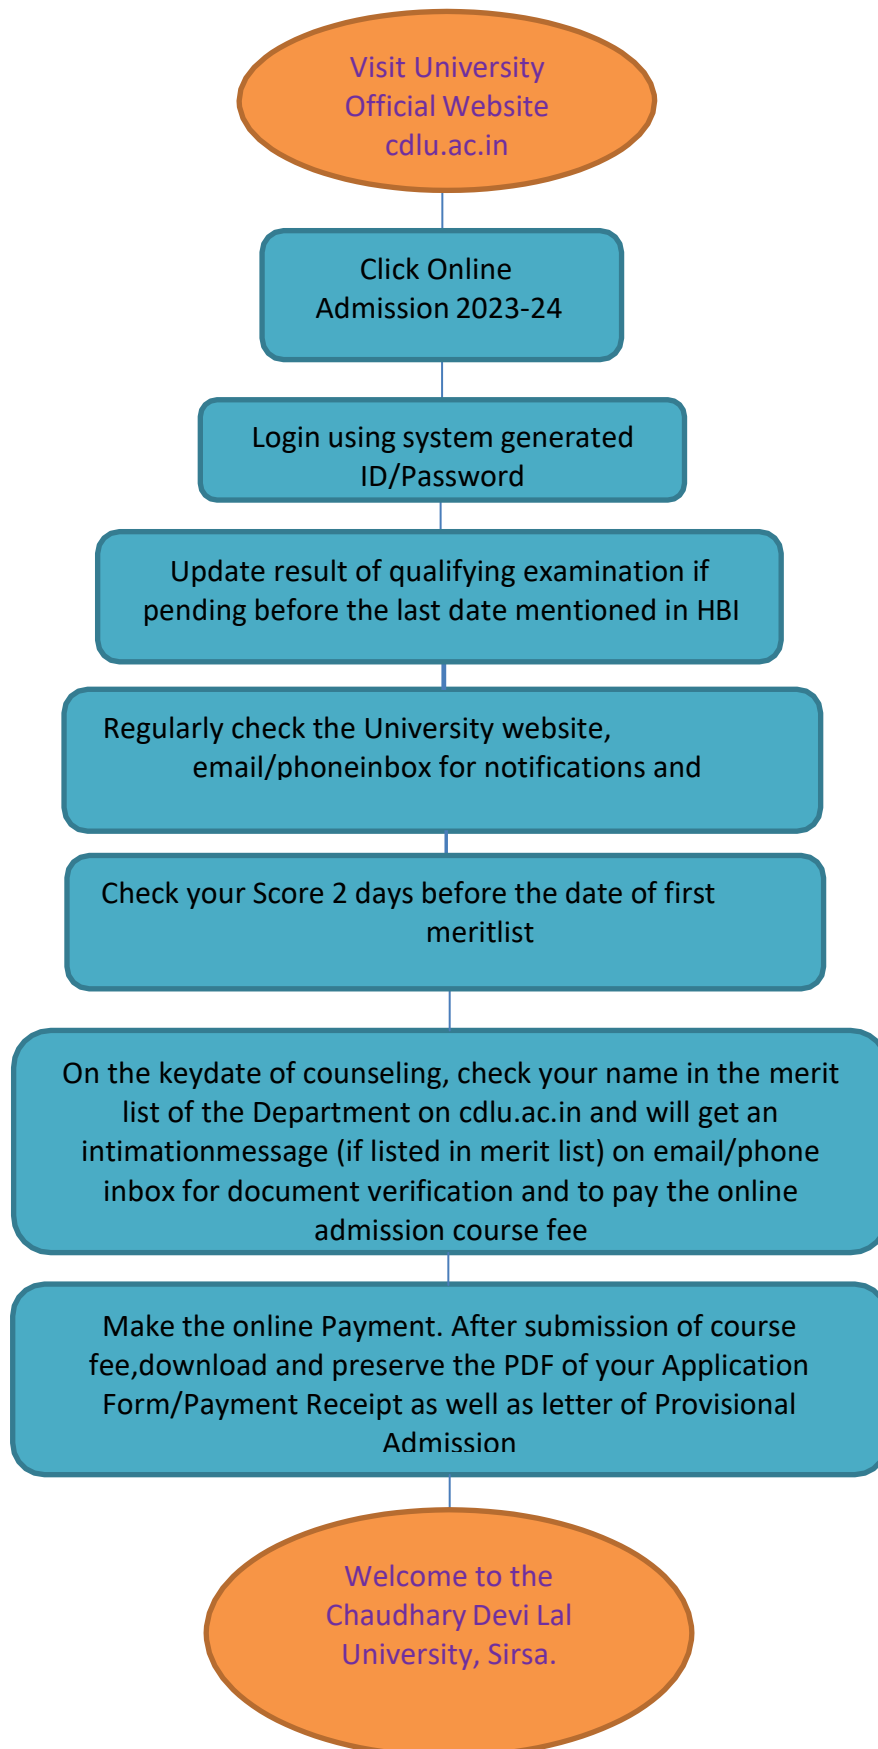 Visit University
Official Website
cdlu.ac.in
Click Online
Admission 2023-24
Login using system generated
ID/Password
Update result of qualifying examination if
pending before the last date mentioned in HBI
Regularly check the University website,
email/phoneinbox for notifications and
Check your Score 2 days before the date of first
meritlist
On the keydate of counseling, check your name in the merit
list of the Department on cdlu.ac.in and will get an
intimationmessage (if listed in merit list) on email/phone
inbox for document verification and to pay the online
admission course fee
Make the online Payment. After submission of course
fee,download and preserve the PDF of your Application
Form/Payment Receipt as well as letter of Provisional
Admission
Welcome to the
Chaudhary Devi Lal
University, Sirsa.